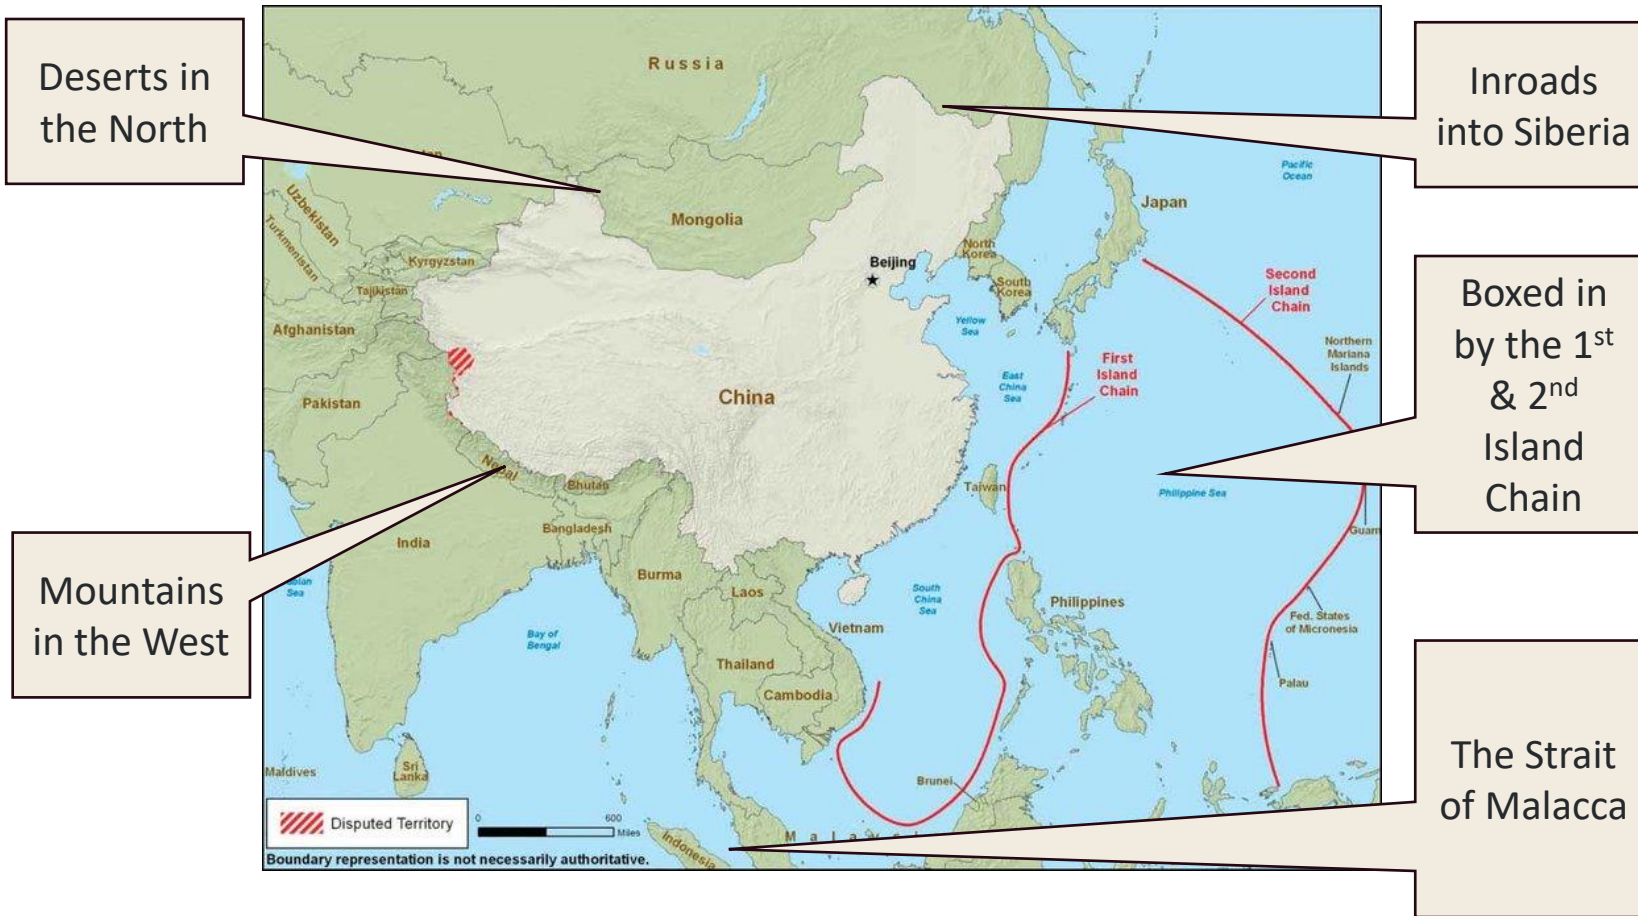 Deserts in
the North
Mountains
in the West
Inroads
into Siberia
Boxed in
by the 1st
& 2nd
Island
Chain
The Strait
of Malacca
Russia
Mongolia
Uzbekistan
Turkmenistan
Kyrgyzstan
Tajikistan
Afghanistan
Pakistan
India
Nepal
Bhutan
Bangladesh
Burma
Laos
Thailand
Cambodia
Vietnam
China
Beijing
North
Korea
South
Korea
Japan
Pacific
Ocean
Yellow
Sea
East
China
Sea
First
Island
Chain
Second
Island
Chain
Northern
Mariana
Islands
Taiwan
Philippine Sea
Guam
South
China
Sea
Philippines
Fed. States
of Micronesia
Palau
Bay of
Bengal
Sea
Maldives
Sri
Lanka
Brunei
Indonesia
Disputed Territory
0 600
Miles
Boundary representation is not necessarily authoritative.